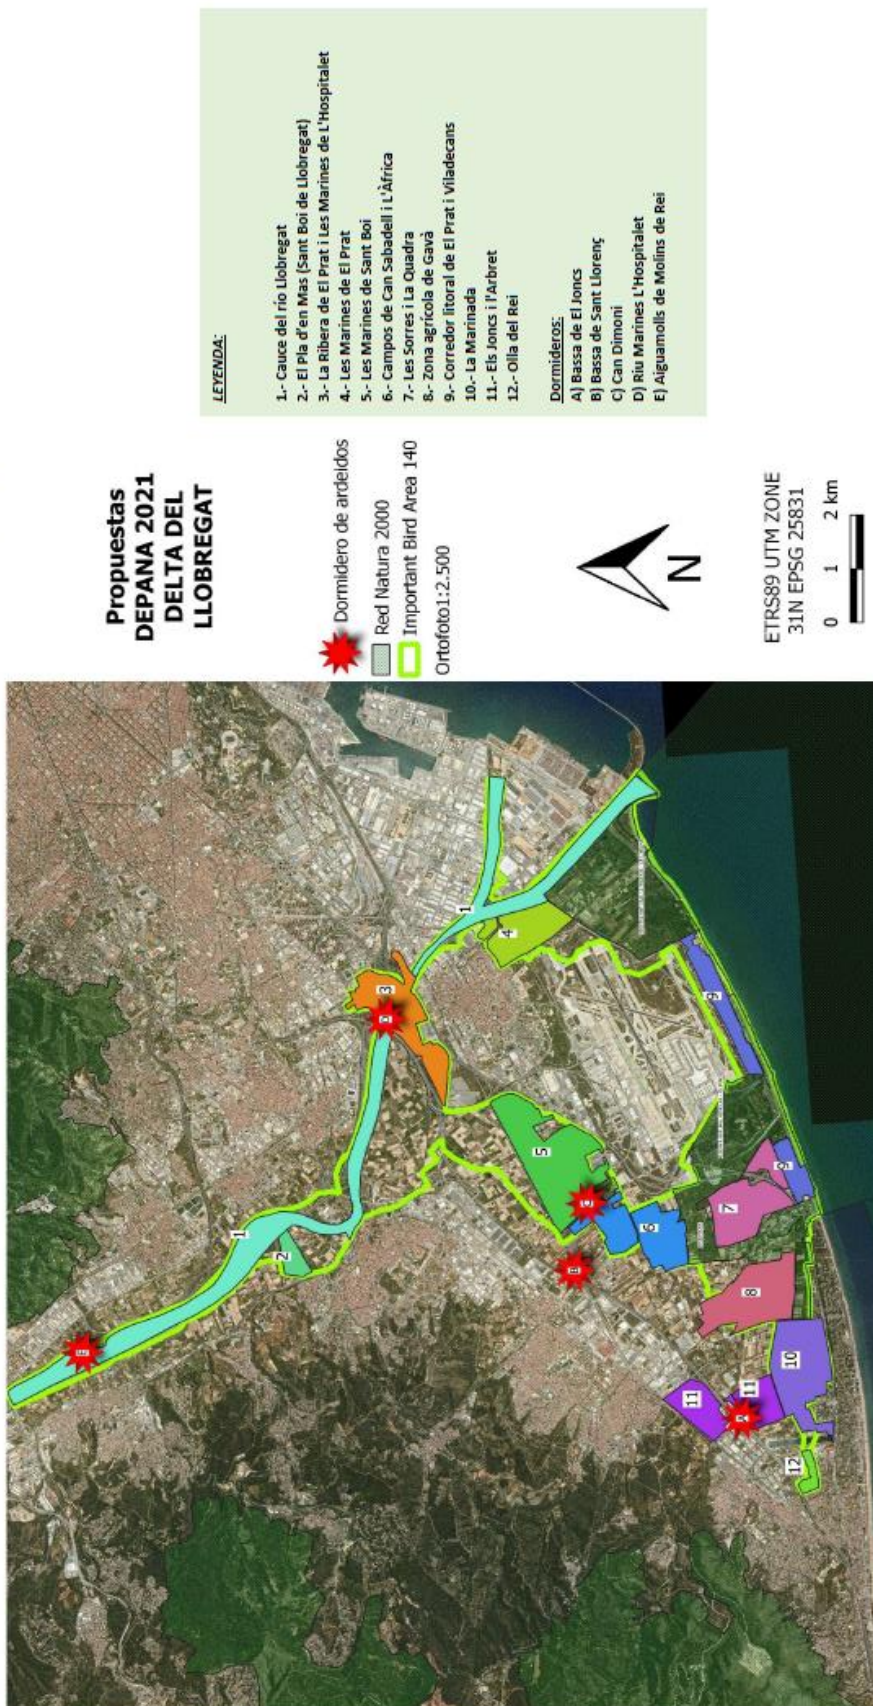 Propuestas
DEPANA 2021
DELTA DEL
LLOBREGAT
Dormidero de ardeidos
Red Natura 2000
Important Bird Area 140
Ortofoto1:2.500
N
ETRS89 UTM ZONE
31N EPSG 25831
0 1 2 km
LEYENDA:
1.- Cauce del río Llobregat
2.- El Pla d'en Mas (Sant Boi de Llobregat)
3.- La Ribera de El Prat i Les Marines de L'Hospitalet
4.- Les Marines de El Prat
5.- Les Marines de Sant Boi
6.- Campos de Can Sabadell i L'Àfrica
7.- Les Sorres i La Quadra
8.- Zona agrícola de Gavà
9.- Corredor litoral de El Prat i Viladecans
10.- La Marinada
11.- Els Joncs i l'Arbret
12.- Olla del Rei
Dormideros:
A) Bassa de El Joncs
B) Bassa de Sant Llorenç
C) Can Dimoni
D) Riu Marines L'Hospitalet
E) Aiguamolls de Molins de Rei
E
1
2
D
3
1
4
5
C
B
6
7
9
9
8
10
11
11
A
12